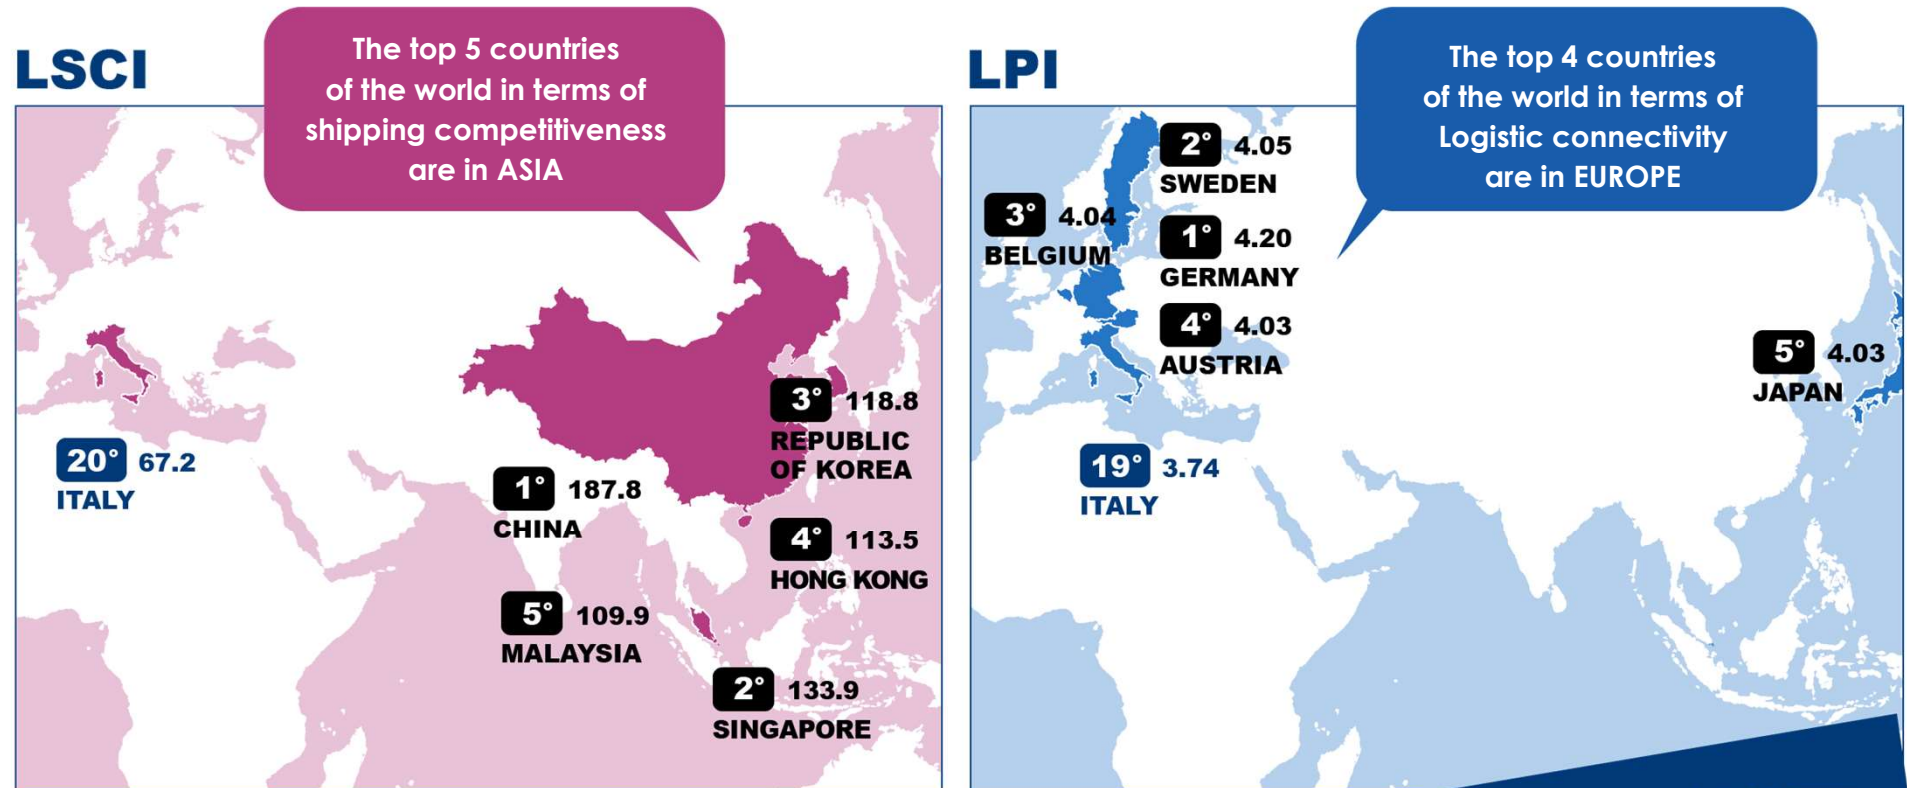 LSCI
The top 5 countries
of the world in terms of
shipping competitiveness
are in ASIA
20° 67.2
ITALY
1° 187.8
CHINA
3° 118.8
REPUBLIC
OF KOREA
4° 113.5
HONG KONG
5° 109.9
MALAYSIA
2° 133.9
SINGAPORE
LPI
The top 4 countries
of the world in terms of
Logistic connectivity
are in EUROPE
2° 4.05
SWEDEN
3° 4.04
BELGIUM
1° 4.20
GERMANY
4° 4.03
AUSTRIA
5° 4.03
JAPAN
19° 3.74
ITALY